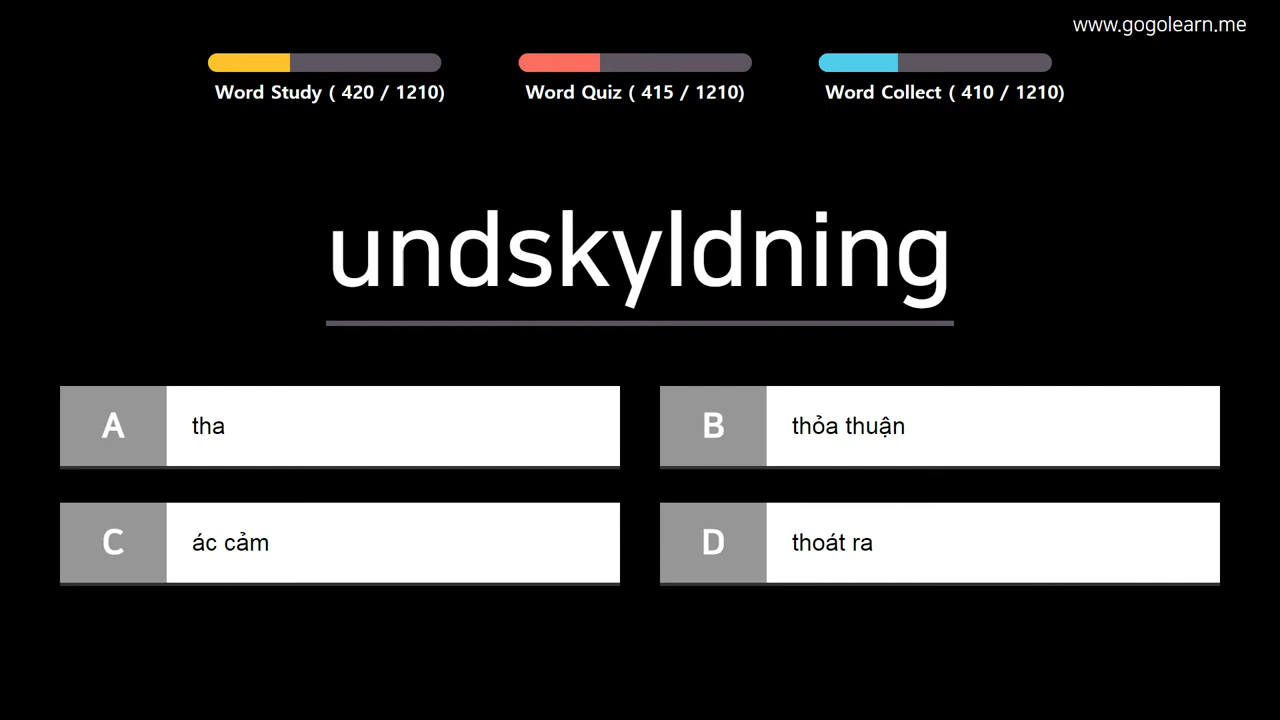 www.gogolearn.me
Word Study ( 420 / 1210)
Word Quiz ( 415 / 1210)
Word Collect ( 410 / 1210)
undskyldning
A tha
B thỏa thuận
C ác cảm
D thoát ra